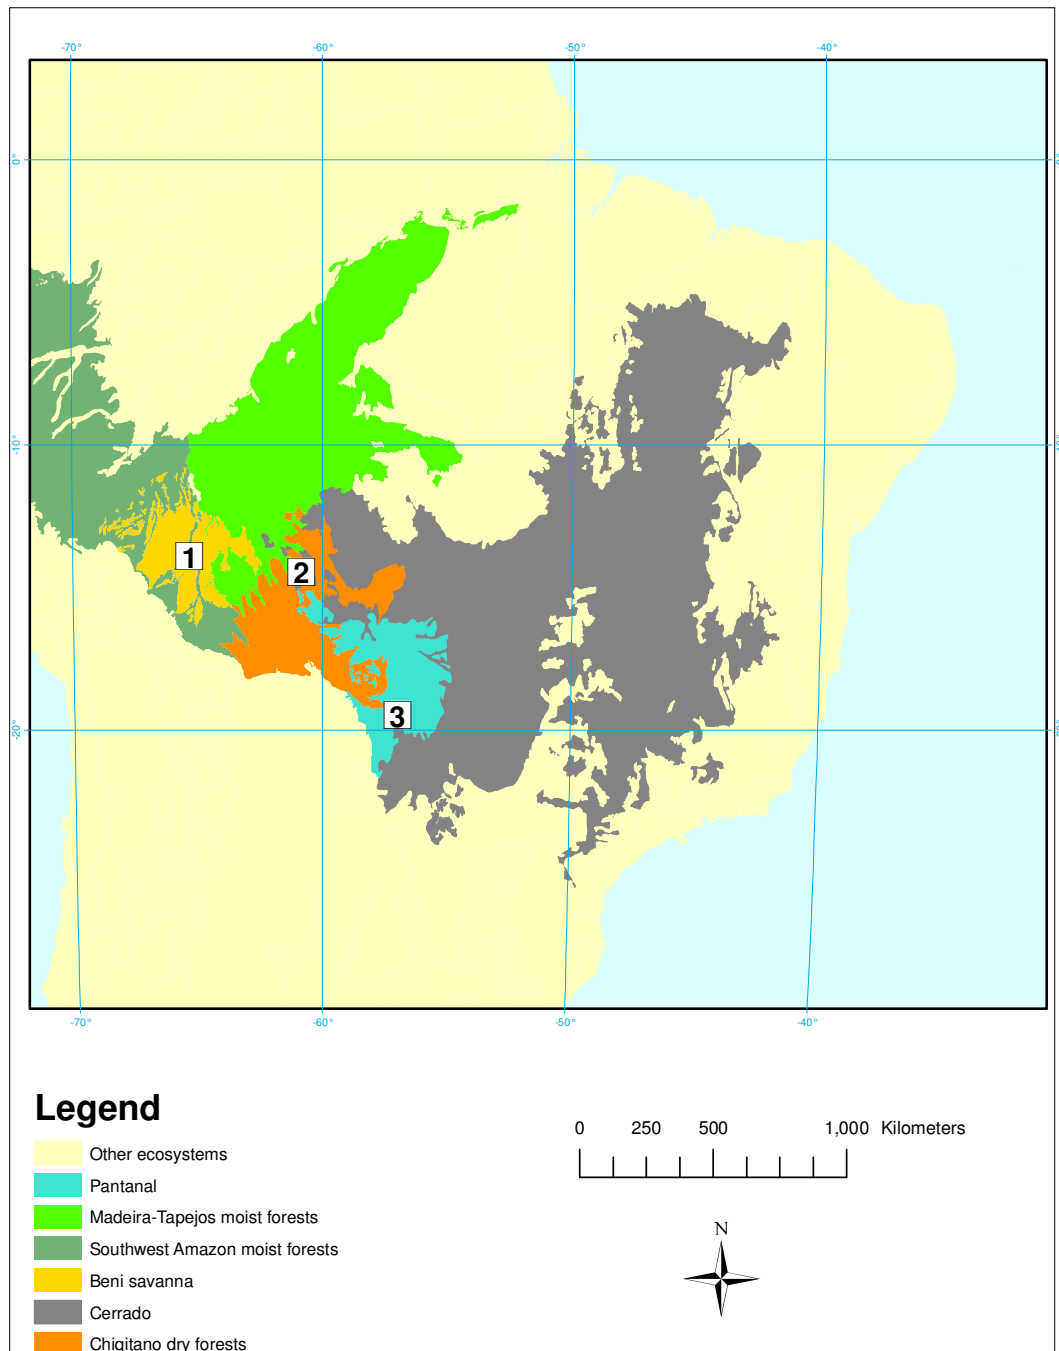 -70° -60° -50° -40°
0°
-10°
1
2
3
-20°
-70° -60° -50° -40°
Legend
0 250 500 1,000 Kilometers
Other ecosystems
Pantanal
Madeira-Tapejos moist forests
Southwest Amazon moist forests
Beni savanna
Cerrado
Chiqitano dry forests
N